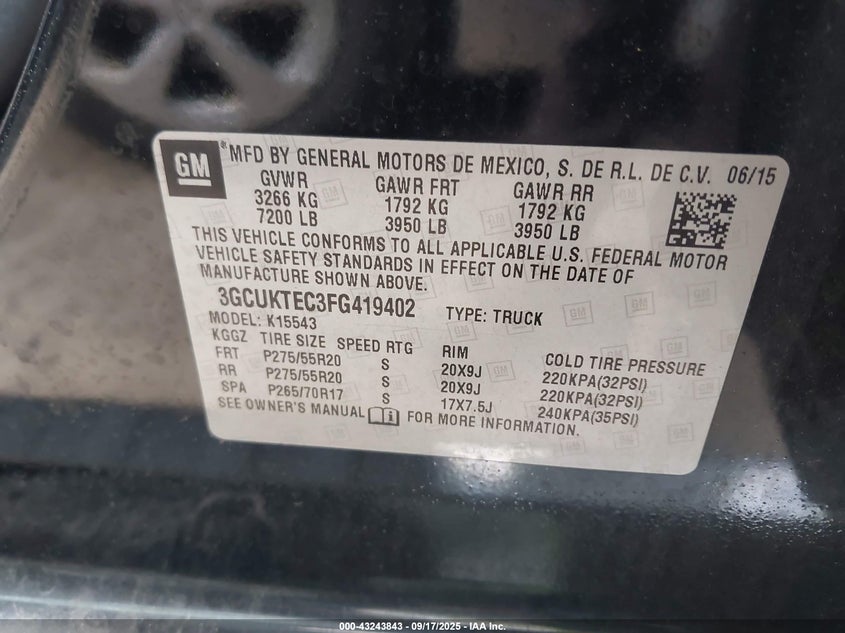 GM
MFD BY GENERAL MOTORS DE MEXICO, S. DE R.L. DE C.V. 06/15
GVWR GAWR FRT GAWR RR
3266 KG 1792 KG 1792 KG
7200 LB 3950 LB 3950 LB
THIS VEHICLE CONFORMS TO ALL APPLICABLE U.S. FEDERAL MOTOR
VEHICLE SAFETY STANDARDS IN EFFECT ON THE DATE OF
MANUFACTURE SHOWN ABOVE.
3GCUKTEC3FG419402 TYPE: TRUCK
MODEL: K15543
KGGZ TIRE SIZE SPEED RTG RIM COLD TIRE PRESSURE
FRT P275/55R20 S 20X9J 220KPA(32PSI)
RR P275/55R20 S 20X9J 220KPA(32PSI)
SPA P265/70R17 S 17X7.5J 240KPA(35PSI)
SEE OWNER'S MANUAL FOR MORE INFORMATION.
000-43243843 - 09/17/2025 - IAA Inc.